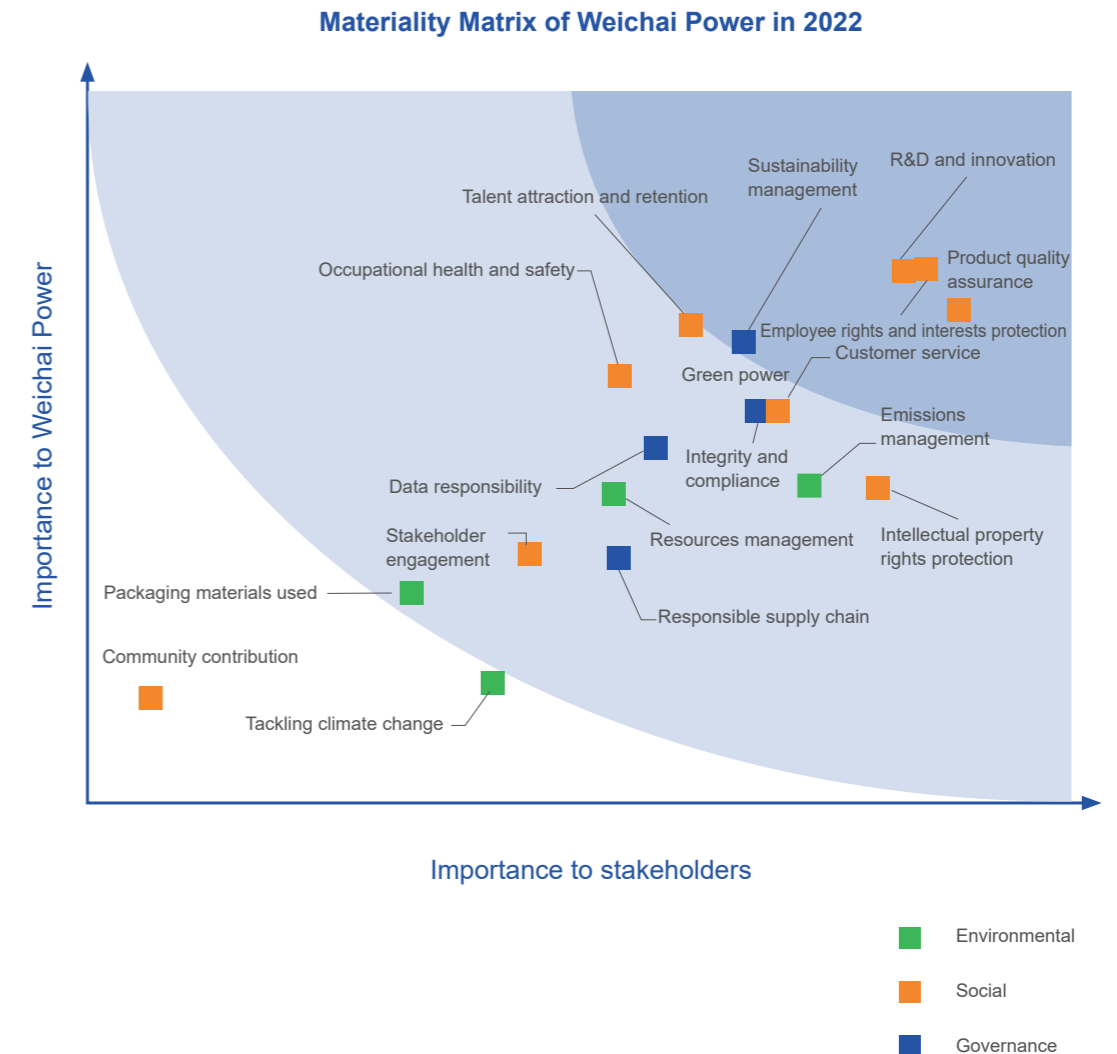 Materiality Matrix of Weichai Power in 2022
Importance to Weichai Power
R&D and innovation
Sustainability
management
Talent attraction and retention
Product quality
assurance
Occupational health and safety
Employee rights and interests protection
Customer service
Green power
Emissions
management
Integrity and
compliance
Data responsibility
Stakeholder
engagement
Resources management
Intellectual property
rights protection
Packaging materials used
Responsible supply chain
Community contribution
Tackling climate change
Importance to stakeholders
Environmental
Social
Governance